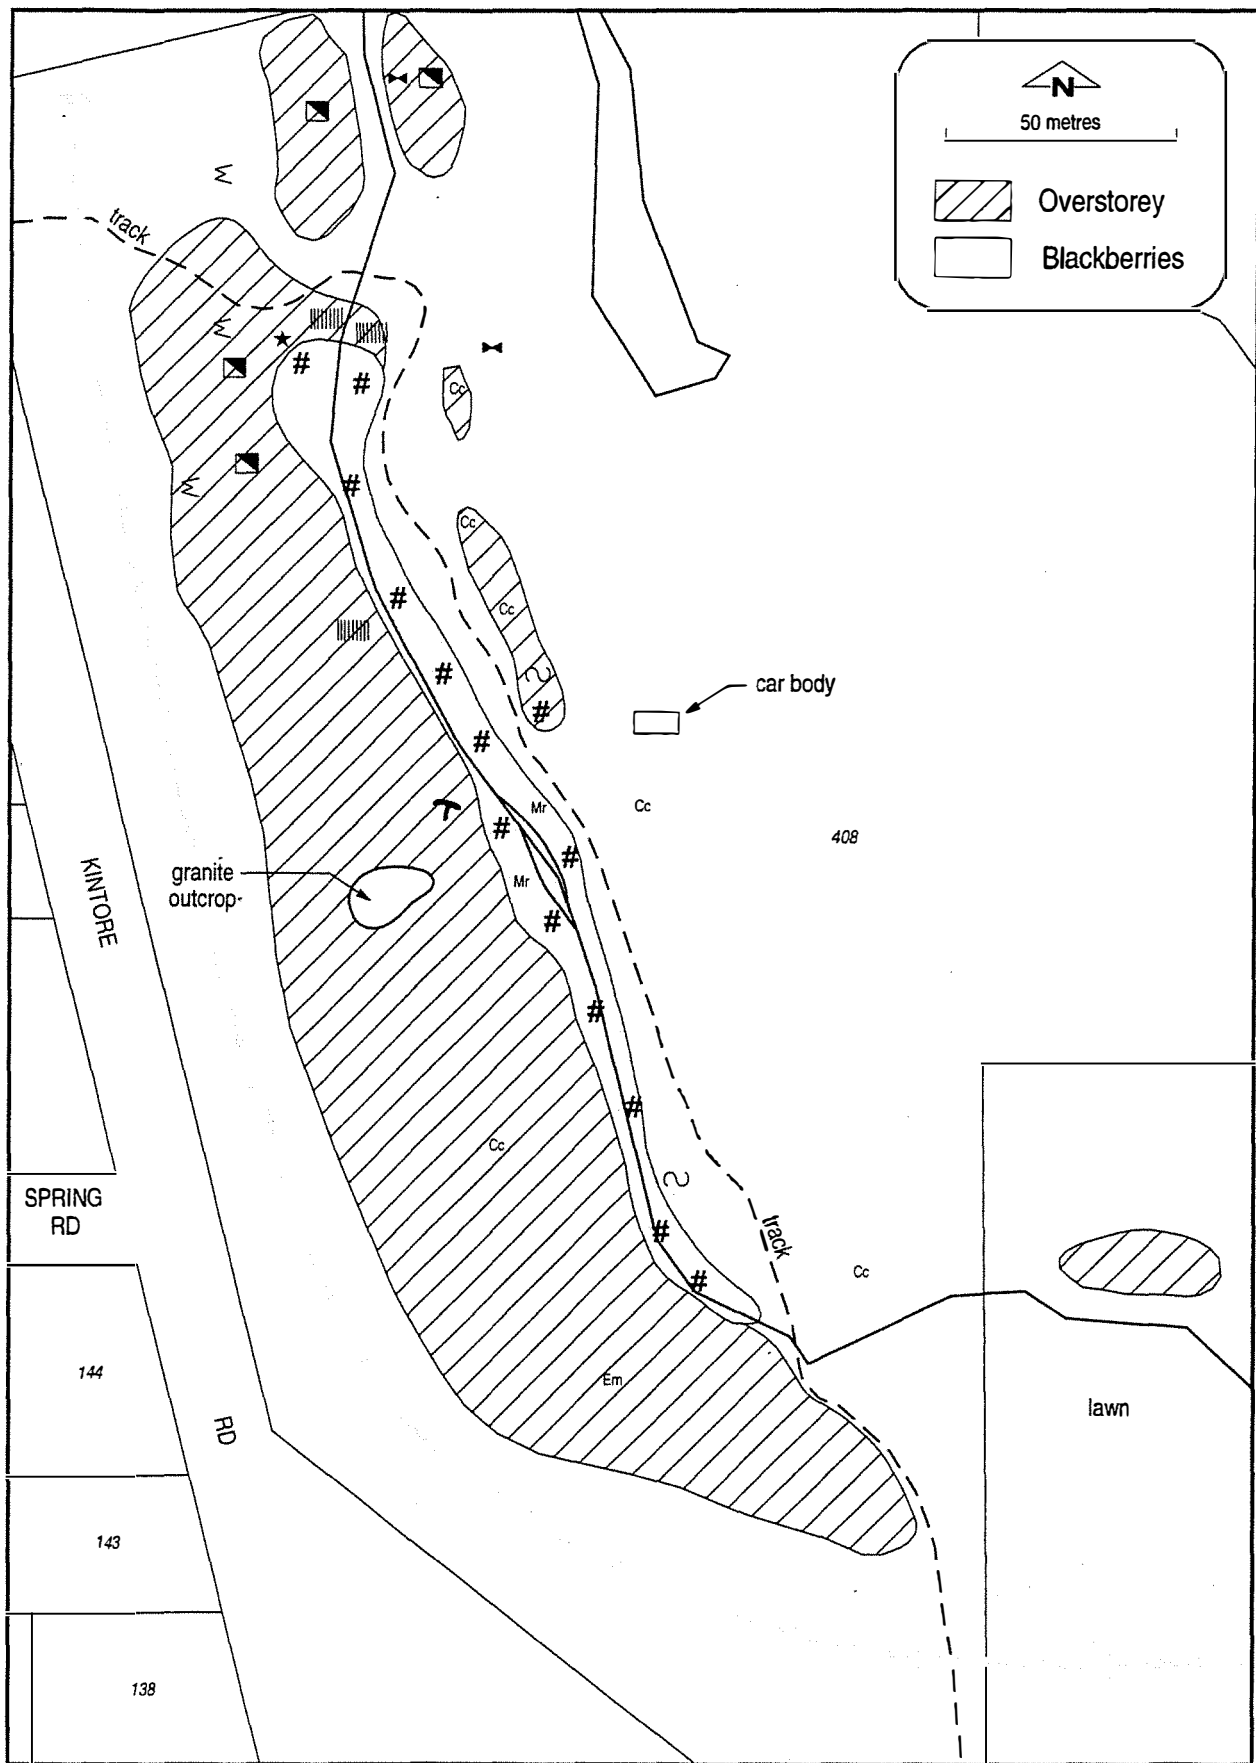 N
50 metres
Overstorey
Blackberries
W
track
W
#
#
Cc
#
W
Cc
#
Cc
#
#
car body
#
Mr
Cc
#
408
#
granite
outcrop
Mr
#
KINTORE
#
#
Cc
SPRING
RD
#
track
Cc
#
144
Em
lawn
RD
143
138